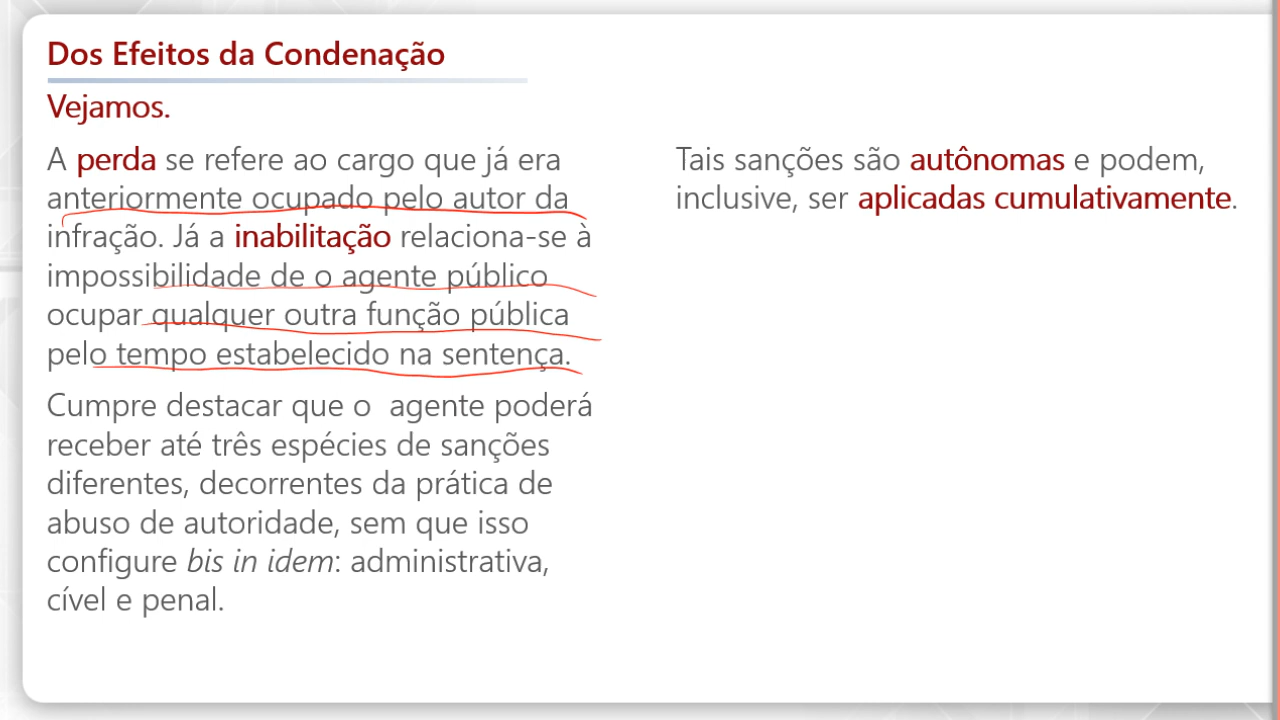 Dos Efeitos da Condenação
Vejamos.
A perda se refere ao cargo que já era
anteriormente ocupado pelo autor da
infração. Já a inabilitação relaciona-se à
impossibilidade de o agente público
ocupar qualquer outra função pública
pelo tempo estabelecido na sentença.
Cumpre destacar que o  agente poderá
receber até três espécies de sanções
diferentes, decorrentes da prática de
abuso de autoridade, sem que isso
configure bis in idem: administrativa,
cível e penal.
Tais sanções são autônomas e podem,
inclusive, ser aplicadas cumulativamente.